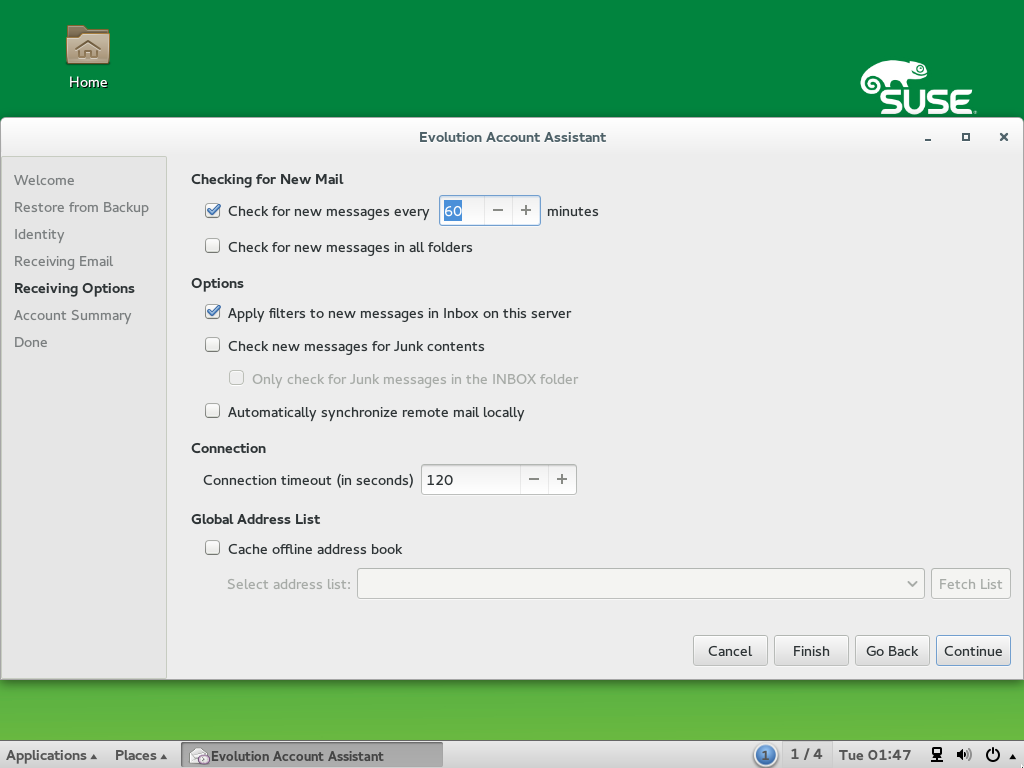 Home
SUSE
Evolution Account Assistant
Welcome
Restore from Backup
Identity
Receiving Email
Receiving Options
Account Summary
Done
Checking for New Mail
Check for new messages every 60 minutes
Check for new messages in all folders
Options
Apply filters to new messages in Inbox on this server
Check new messages for Junk contents
Only check for Junk messages in the INBOX folder
Automatically synchronize remote mail locally
Connection
Connection timeout (in seconds) 120
Global Address List
Cache offline address book
Select address list: Fetch List
Cancel Finish Go Back Continue
Applications Places Evolution Account Assistant 1 1 / 4 Tue 01:47